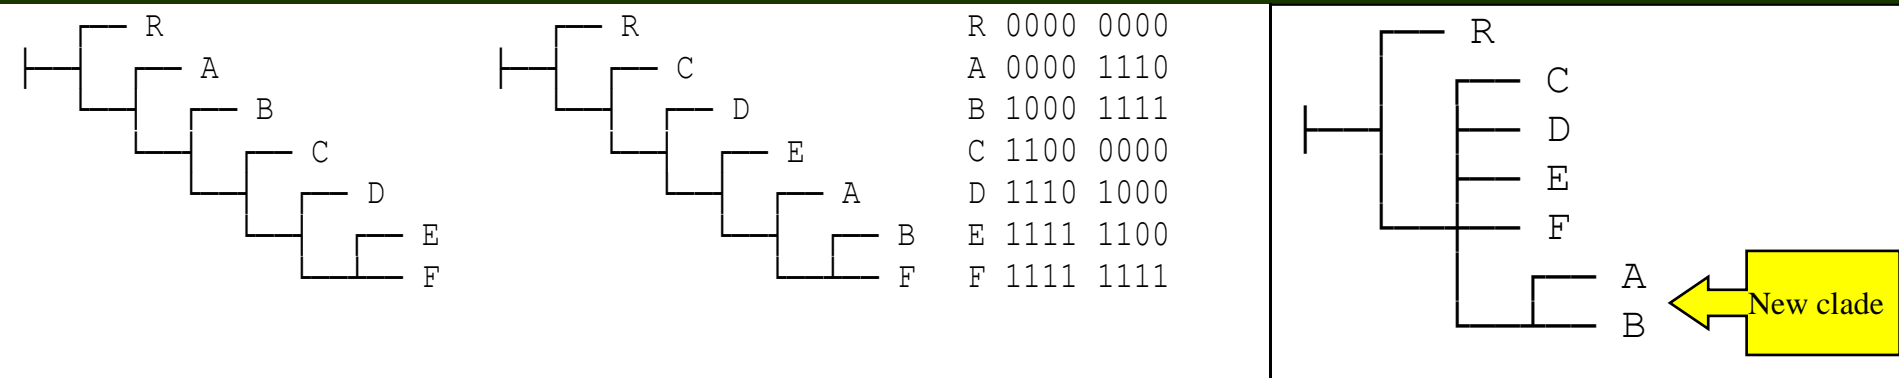 R
A
B
C
D
E
F
R
C
D
E
A
B
F
R 0000 0000
A 0000 1110
B 1000 1111
C 1100 0000
D 1110 1000
E 1111 1100
F 1111 1111
R
C
D
E
F
A
B
New clade